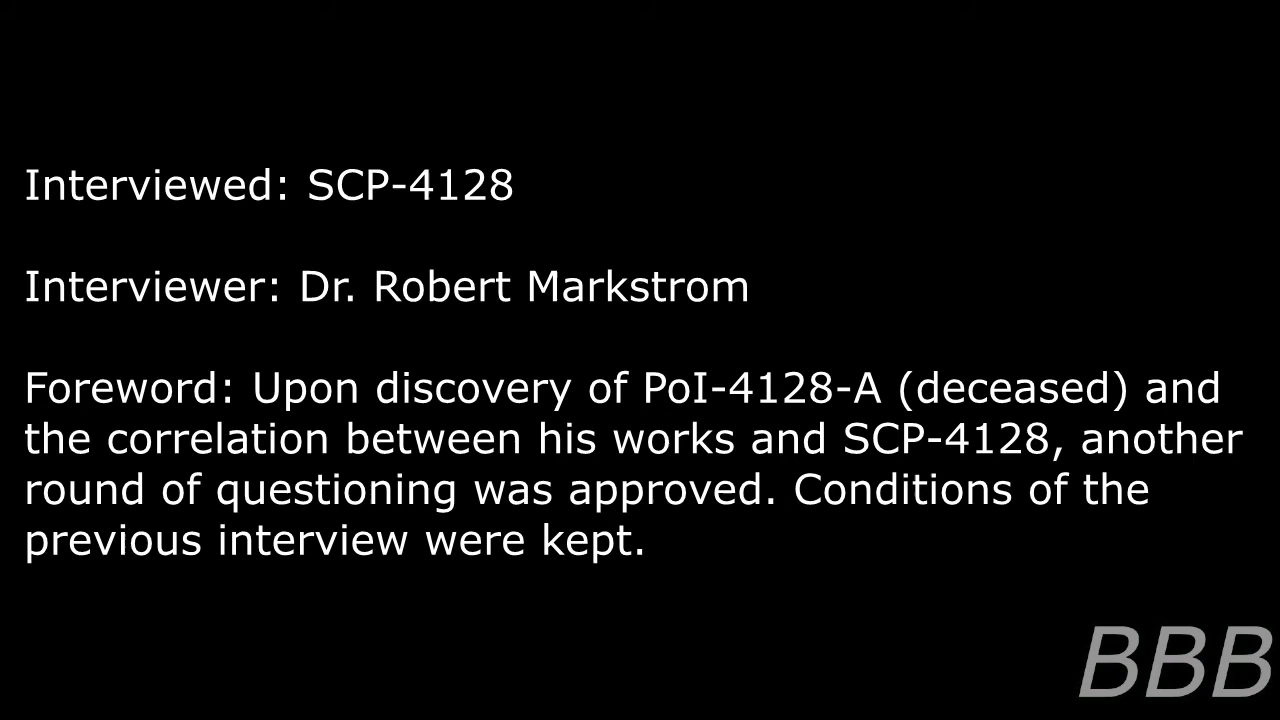 Interviewed: SCP-4128
Interviewer: Dr. Robert Markstrom
Foreword: Upon discovery of PoI-4128-A (deceased) and
the correlation between his works and SCP-4128, another
round of questioning was approved. Conditions of the
previous interview were kept.
BBB